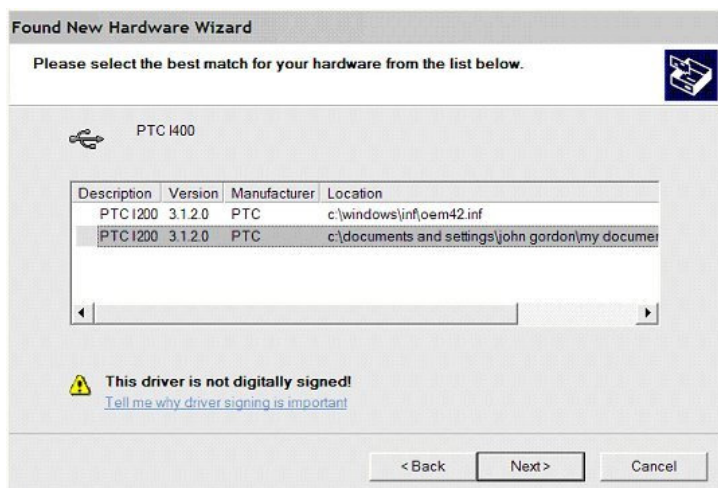 Found New Hardware Wizard
Please select the best match for your hardware from the list below.
PTC I400
Description Version Manufacturer Location
PTC I200 3.1.2.0 PTC c:\windows\inf\oem42.inf
PTC I200 3.1.2.0 PTC c:\documents and settings\john gordon\my documer
This driver is not digitally signed!
Tell me why driver signing is important
< Back Next > Cancel